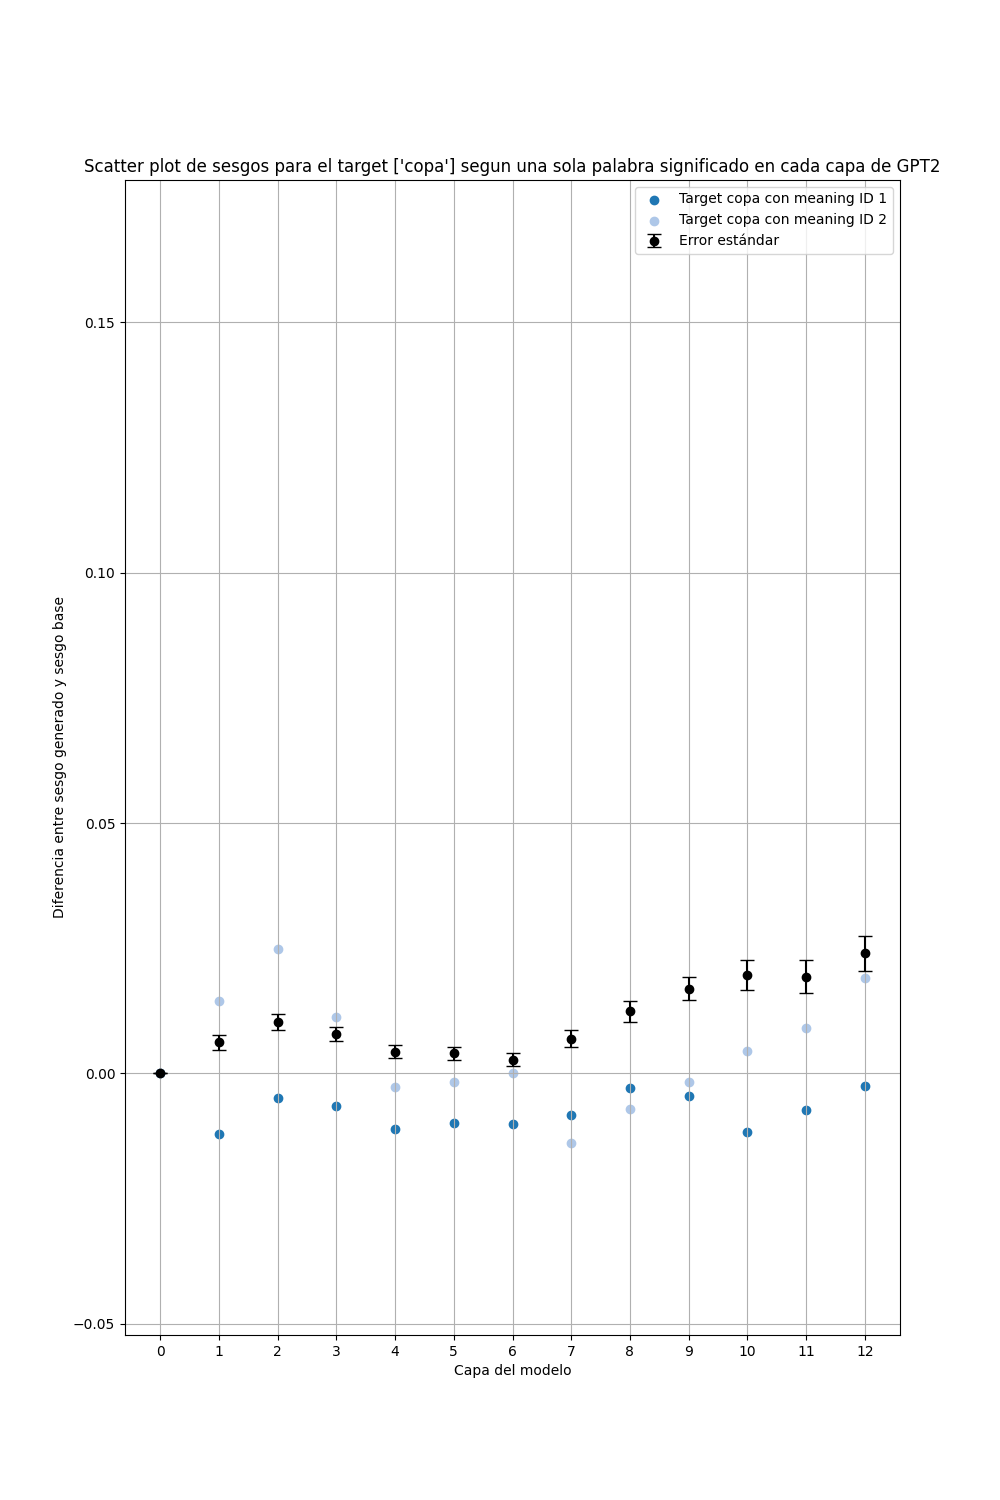 Scatter plot de sesgos para el target ['copa'] segun una sola palabra significado en cada capa de GPT2
Target copa con meaning ID 1
Target copa con meaning ID 2
Error estándar
Diferencia entre sesgo generado y sesgo base
0.15
0.10
0.05
0.00
−0.05
0 1 2 3 4 5 6 7 8 9 10 11 12
Capa del modelo